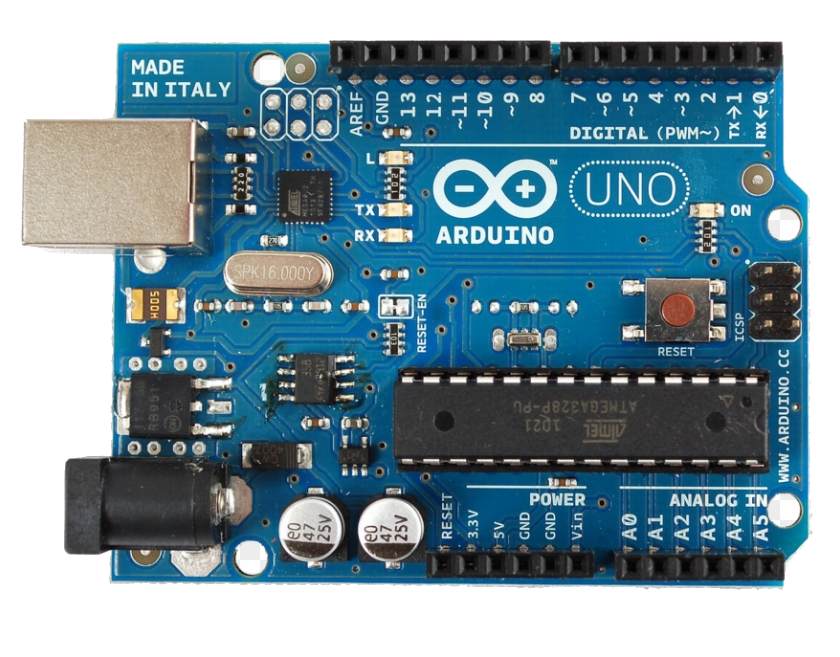 MADE
IN ITALY
AREF
GND
13
12
~11
~10
~9
8
7
~6
~5
4
~3
2
TX→1
RX←0
DIGITAL (PWM~)
L
TX
RX
220
102
ARDUINO
™
UNO
ON
SPK16.000Y
RESET-EN
RESET
ICSP
WWW.ARDUINO.CC
ATMEGA328P-PU
1021
ATMEL
POWER
ANALOG IN
RESET
3.3V
5V
GND
GND
Vin
A0
A1
A2
A3
A4
A5
47
25V
47
25V